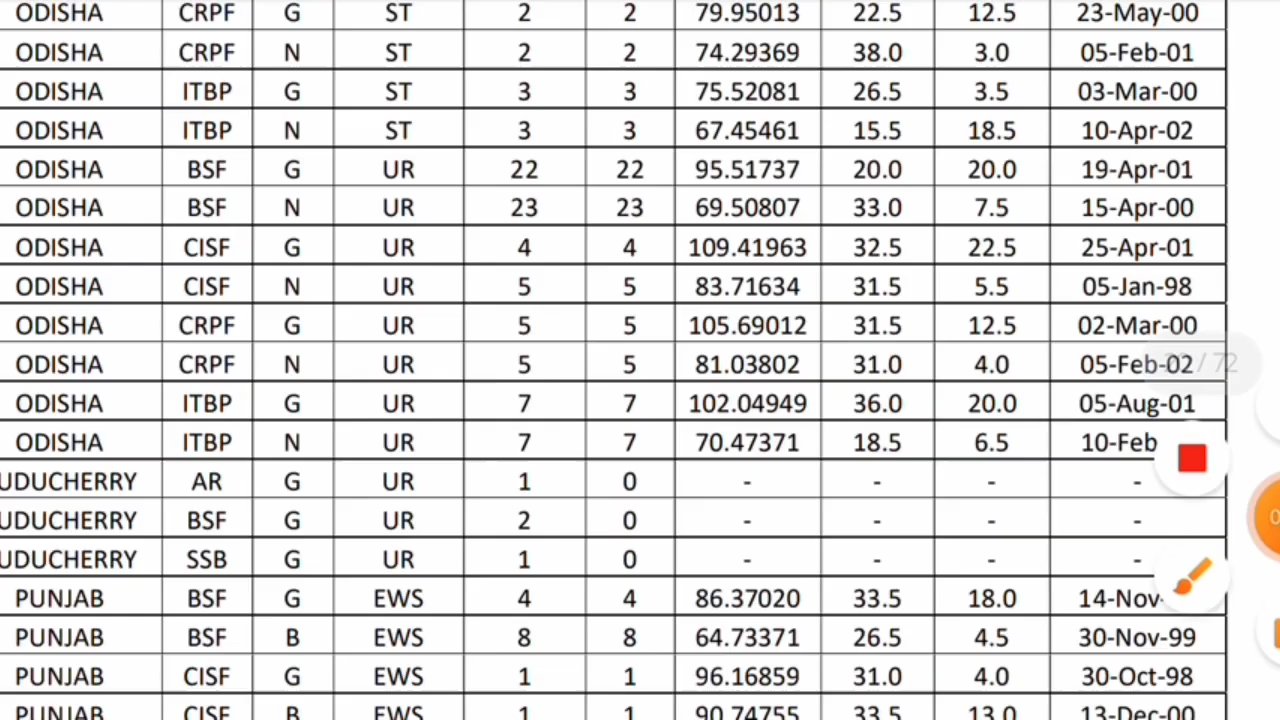 ODISHA CRPF G ST 2 2 79.95013 22.5 12.5 23-May-00
ODISHA CRPF N ST 2 2 74.29369 38.0 3.0 05-Feb-01
ODISHA ITBP G ST 3 3 75.52081 26.5 3.5 03-Mar-00
ODISHA ITBP N ST 3 3 67.45461 15.5 18.5 10-Apr-02
ODISHA BSF G UR 22 22 95.51737 20.0 20.0 19-Apr-01
ODISHA BSF N UR 23 23 69.50807 33.0 7.5 15-Apr-00
ODISHA CISF G UR 4 4 109.41963 32.5 22.5 25-Apr-01
ODISHA CISF N UR 5 5 83.71634 31.5 5.5 05-Jan-98
ODISHA CRPF G UR 5 5 105.69012 31.5 12.5 02-Mar-00
ODISHA CRPF N UR 5 5 81.03802 31.0 4.0 05-Feb-02 / 72
ODISHA ITBP G UR 7 7 102.04949 36.0 20.0 05-Aug-01
ODISHA ITBP N UR 7 7 70.47371 18.5 6.5 10-Feb
UDUCHERRY AR G UR 1 0 - - - -
UDUCHERRY BSF G UR 2 0 - - - -
UDUCHERRY SSB G UR 1 0 - - - -
PUNJAB BSF G EWS 4 4 86.37020 33.5 18.0 14-Nov-
PUNJAB BSF B EWS 8 8 64.73371 26.5 4.5 30-Nov-99
PUNJAB CISF G EWS 1 1 96.16859 31.0 4.0 30-Oct-98
PUNJAB CISF B EWS 1 1 90.74755 33.5 13.0 13-Dec-00